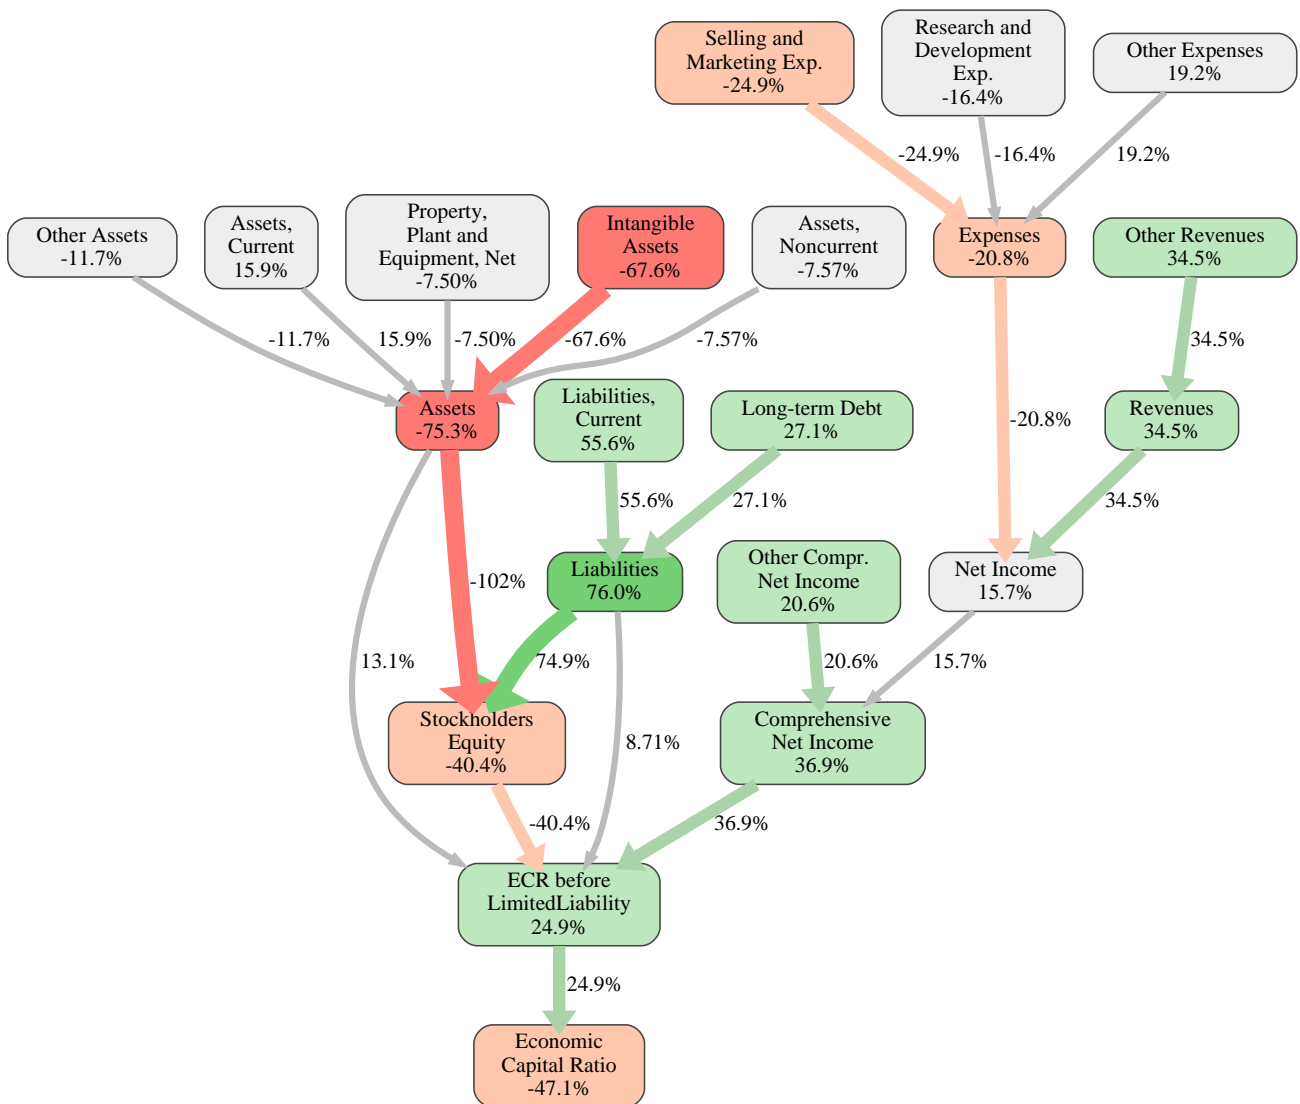 Selling and
Marketing Exp.
-24.9%
Research and
Development
Exp.
-16.4%
Other Expenses
19.2%
-24.9%
-16.4%
19.2%
Other Assets
-11.7%
Assets,
Current
15.9%
Property,
Plant and
Equipment, Net
-7.50%
Intangible
Assets
-67.6%
Assets,
Noncurrent
-7.57%
Expenses
-20.8%
Other Revenues
34.5%
-11.7%
15.9%
-7.50%
-67.6%
-7.57%
34.5%
Assets
-75.3%
Liabilities,
Current
55.6%
Long-term Debt
27.1%
-20.8%
Revenues
34.5%
55.6%
27.1%
34.5%
-102%
Liabilities
76.0%
Other Compr.
Net Income
20.6%
Net Income
15.7%
13.1%
74.9%
20.6%
15.7%
Stockholders
Equity
-40.4%
8.71%
Comprehensive
Net Income
36.9%
-40.4%
36.9%
ECR before
LimitedLiability
24.9%
24.9%
Economic
Capital Ratio
-47.1%